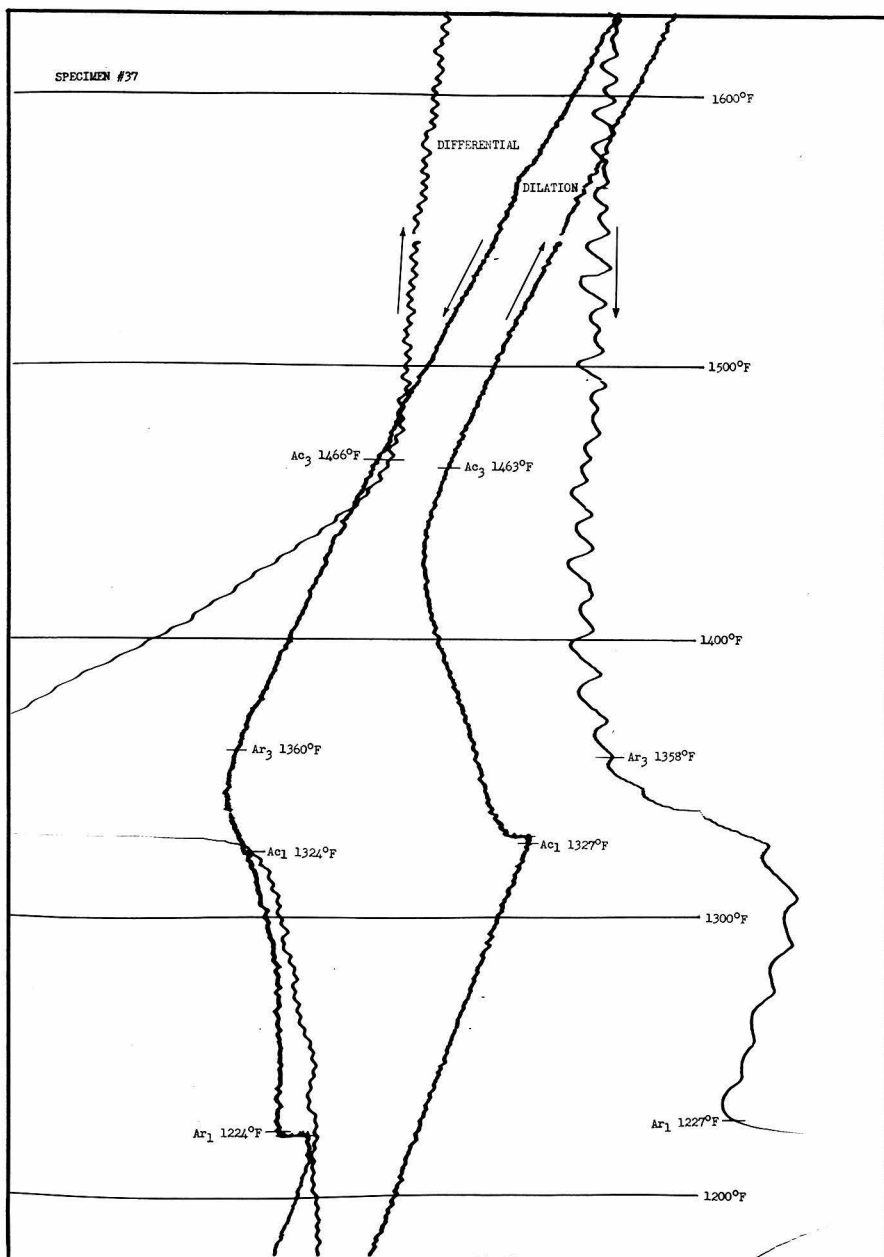 SPECIMEN #37
1600°F
DIFFERENTIAL
DILATION
1500°F
Ac3 1466°F
Ac3 1463°F
1400°F
Ar3 1360°F
Ar3 1358°F
Ac1 1324°F
Ac1 1327°F
1300°F
Ar1 1224°F
Ar1 1227°F
1200°F